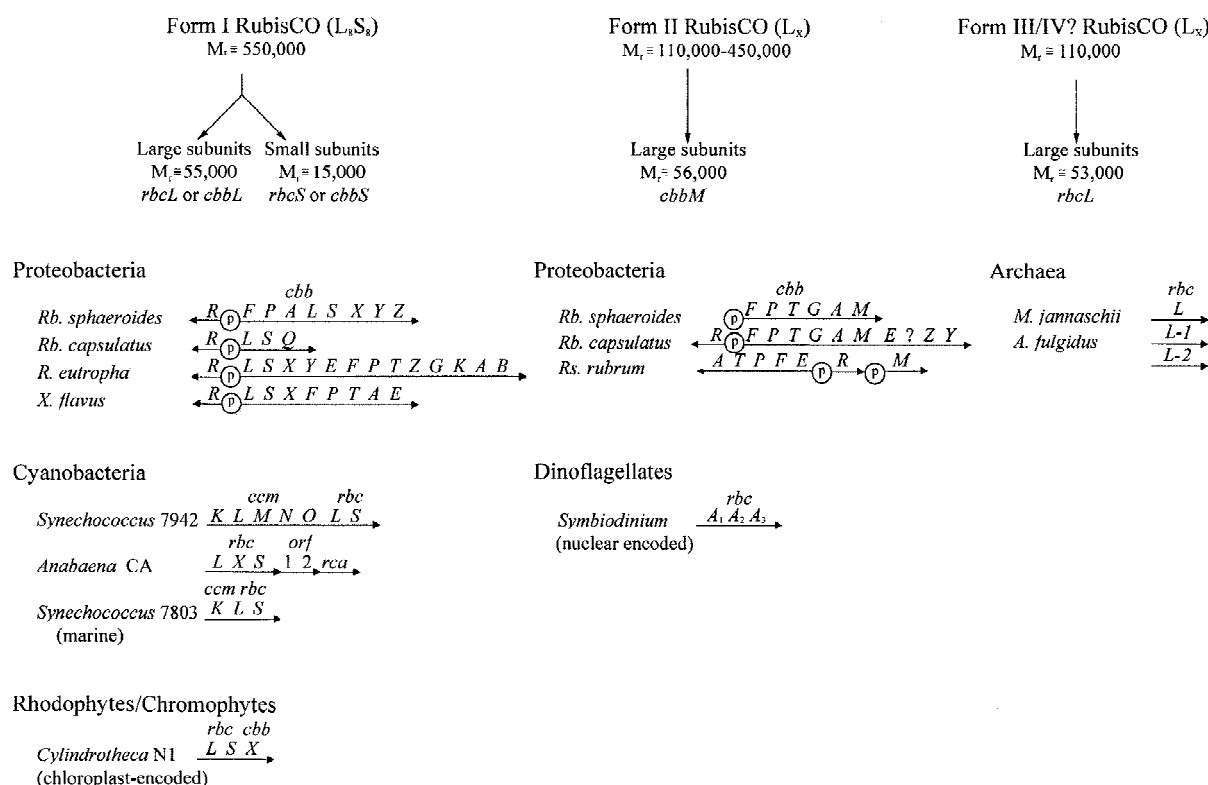 Form I RubisCO (L₈S₈)
Mᵣ ≅ 550,000
Large subunits
Mᵣ≅55,000
rbcL or cbbL
Small subunits
Mᵣ≅15,000
rbcS or cbbS
Proteobacteria
cbb
Rb. sphaeroides R p F P A L S X Y Z
Rb. capsulatus R p L S Q
R. eutropha R p L S X Y E F P T Z G K A B
X. flavus R p L S X F P T A E
Cyanobacteria
ccm rbc
Synechococcus 7942 K L M N O L S
rbc orf
Anabaena CA L X S 1 2 rca
ccm rbc
Synechococcus 7803 K L S
(marine)
Rhodophytes/Chromophytes
rbc cbb
Cylindrotheca N1 L S X
(chloroplast-encoded)
Form II RubisCO (Lₓ)
Mᵣ ≅ 110,000-450,000
Large subunits
Mᵣ≅ 56,000
cbbM
Proteobacteria
cbb
Rb. sphaeroides p F P T G A M
Rb. capsulatus R p F P T G A M E ? Z Y
Rs. rubrum A T P F E p R p M
Dinoflagellates
rbc
Symbiodinium A₁ A₂ A₃
(nuclear encoded)
Form III/IV? RubisCO (Lₓ)
Mᵣ ≅ 110,000
Large subunits
Mᵣ ≅ 53,000
rbcL
Archaea
rbc
M. jannaschii L
A. fulgidus L-1
L-2